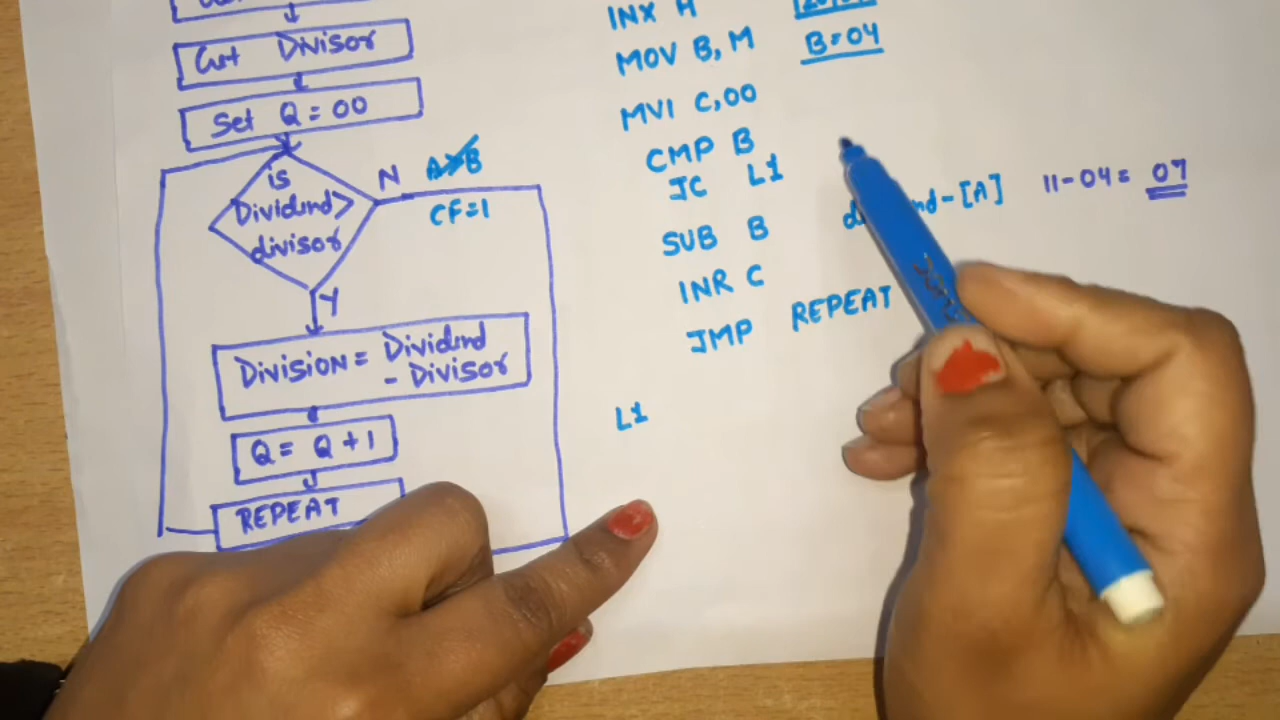 Get Divisor
Set Q = 00
is
Dividend>
divisor
N
A>B
CF=1
Y
DIVISION = Dividend
- Divisor
Q = Q + 1
REPEAT
INX H
MOV B, M
B=04
MVI C,00
CMP B
JC L1
SUB B
-[A] 11-04= 07
INR C
JMP REPEAT
L1